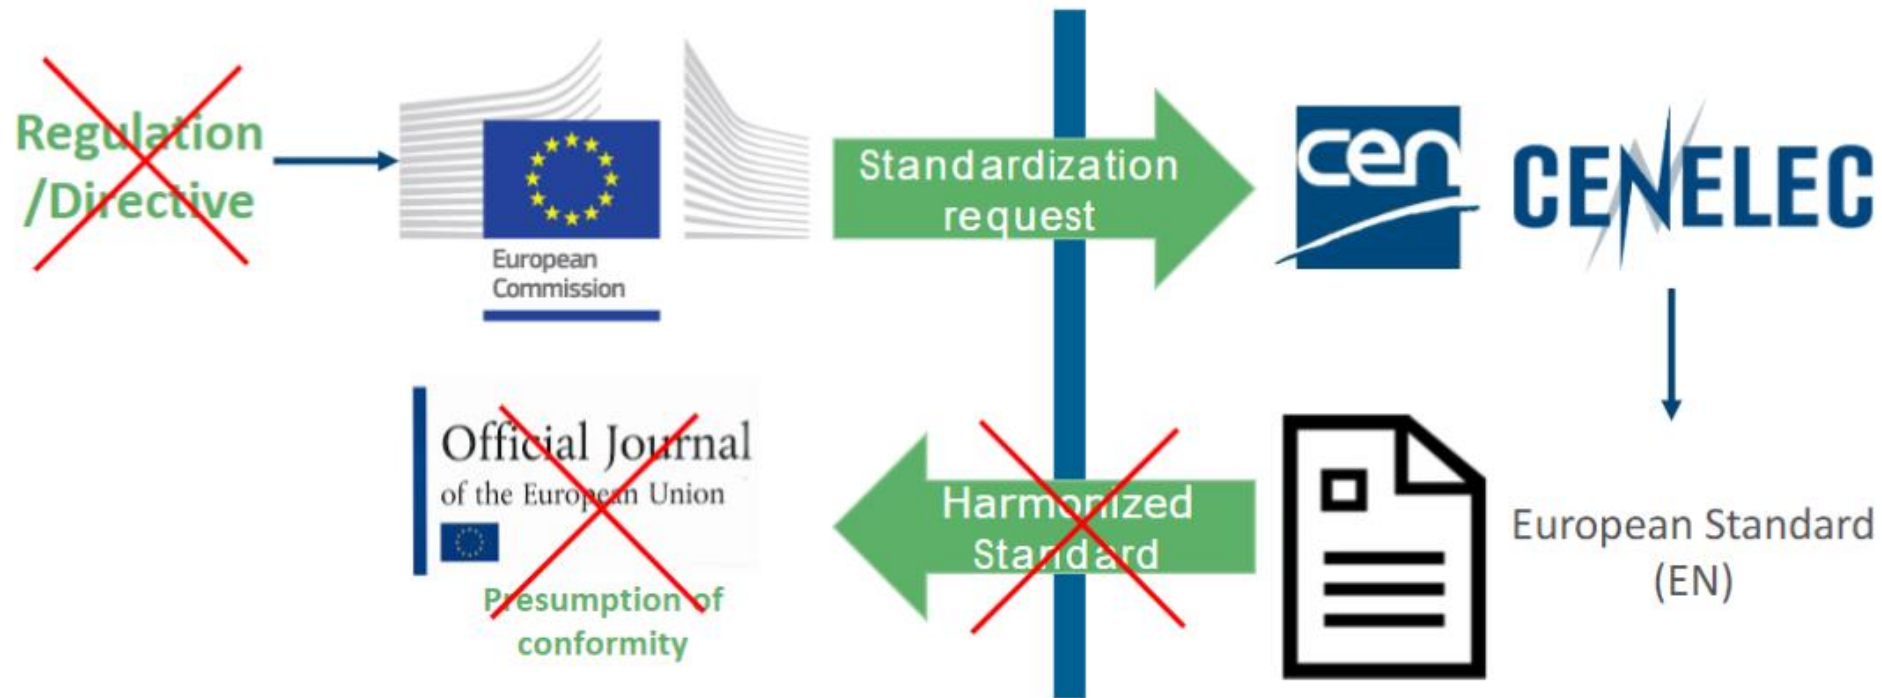 Regulation
/Directive
European
Commission
Standardization
request
cen
CENELEC
Official Journal
of the European Union
Presumption of
conformity
Harmonized
Standard
European Standard
(EN)